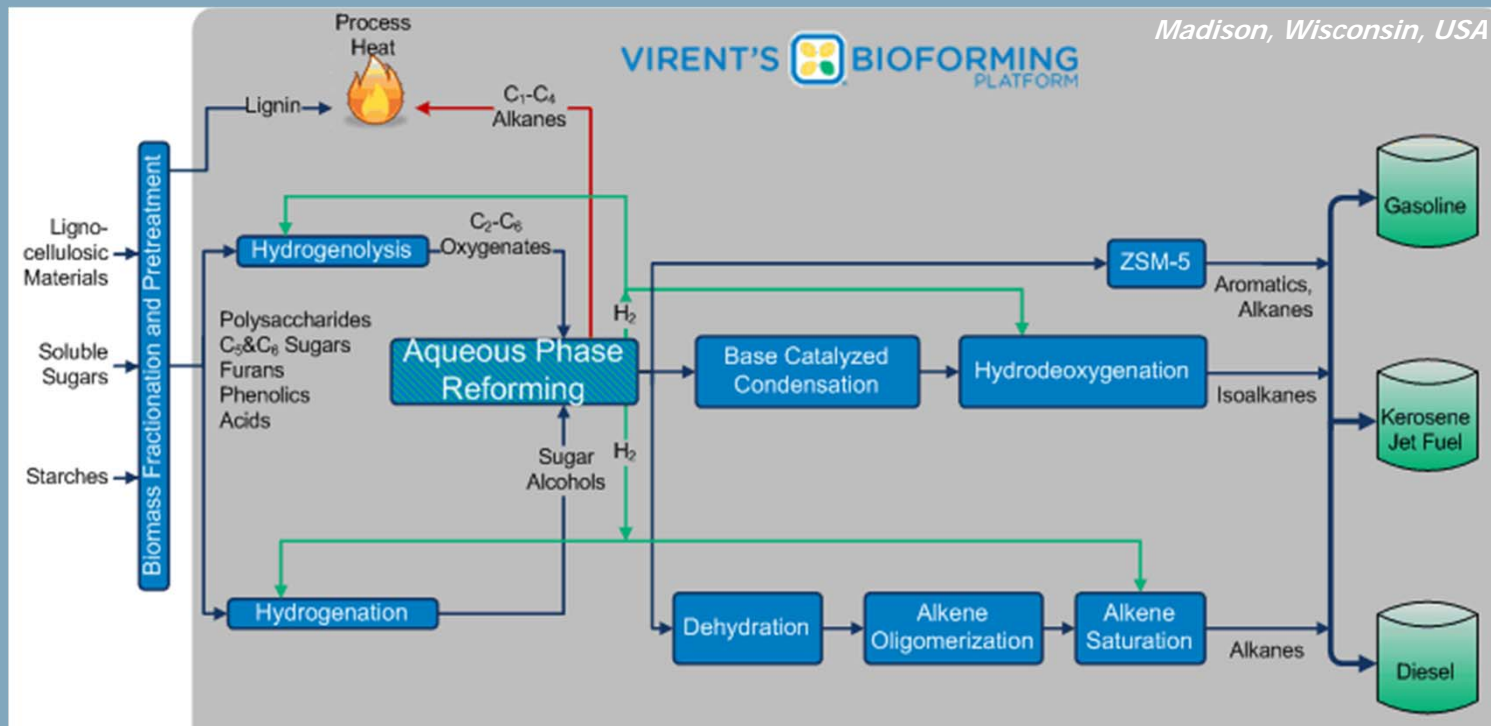 Madison, Wisconsin, USA
VIRENT'S BIOFORMING
PLATFORM
Process
Heat
Lignin
C₁-C₄
Alkanes
Biomass Fractionation and Pretreatment
Ligno-
cellulosic
Materials
Soluble
Sugars
Starches
Hydrogenolysis
C₂-C₆
Oxygenates
Polysaccharides
C₅&C₆ Sugars
Furans
Phenolics
Acids
Aqueous Phase
Reforming
H₂
H₂
Sugar
Alcohols
Hydrogenation
ZSM-5
Aromatics,
Alkanes
Base Catalyzed
Condensation
Hydrodeoxygenation
Isoalkanes
Dehydration
Alkene
Oligomerization
Alkene
Saturation
Alkanes
Gasoline
Kerosene
Jet Fuel
Diesel